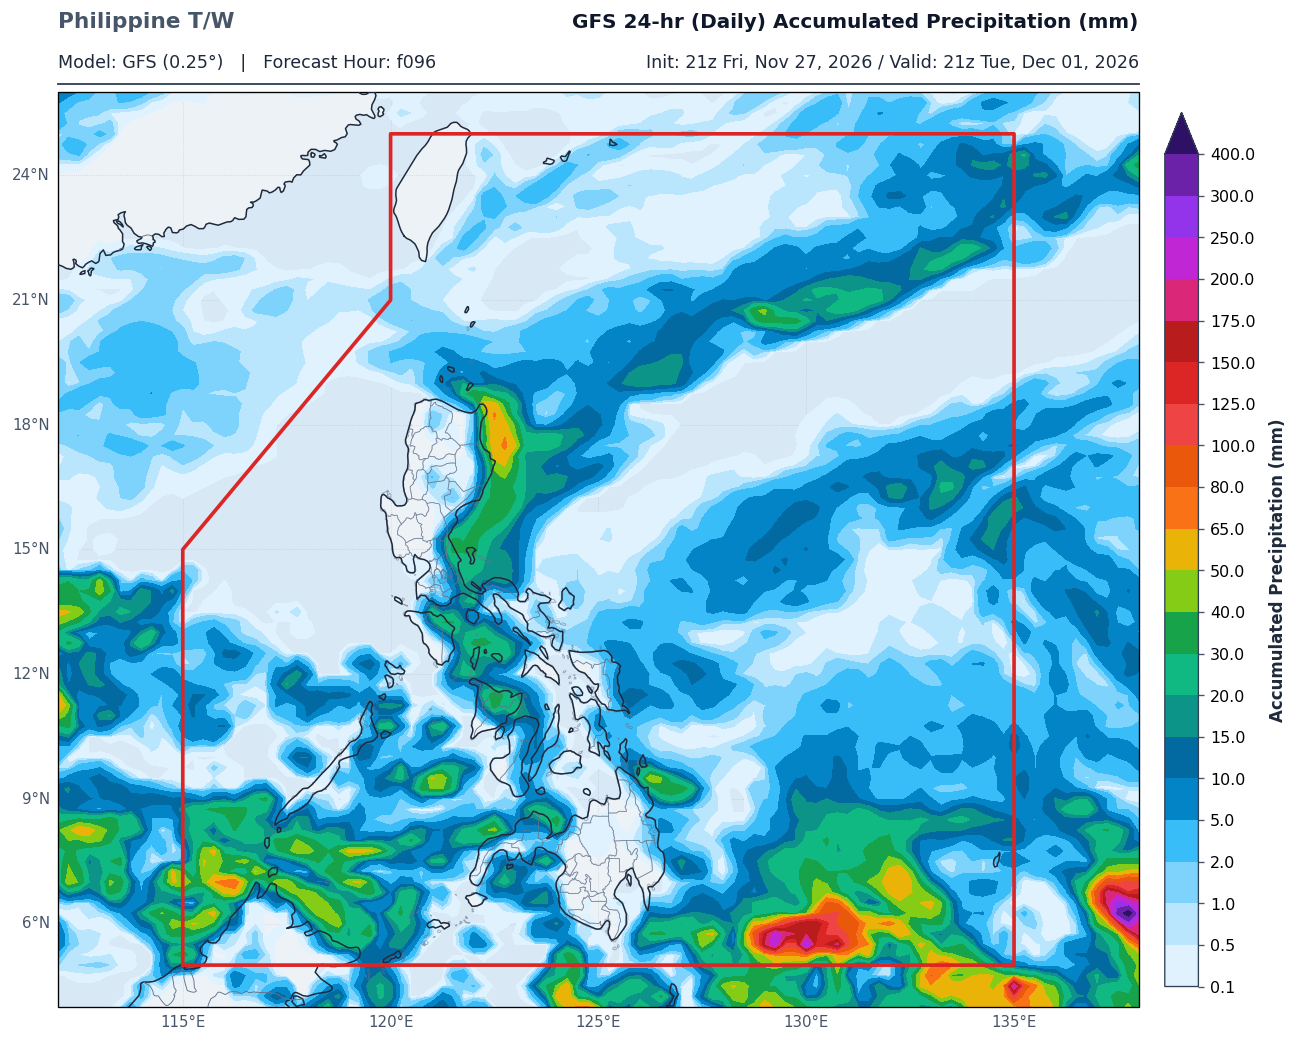 Philippine T/W
GFS 24-hr (Daily) Accumulated Precipitation (mm)
Model: GFS (0.25°)   |   Forecast Hour: f096
Init: 21z Fri, Nov 27, 2026 / Valid: 21z Tue, Dec 01, 2026
24°N
21°N
18°N
15°N
12°N
9°N
6°N
115°E
120°E
125°E
130°E
135°E
400.0
300.0
250.0
200.0
175.0
150.0
125.0
100.0
80.0
65.0
50.0
40.0
30.0
20.0
15.0
10.0
5.0
2.0
1.0
0.5
0.1
Accumulated Precipitation (mm)